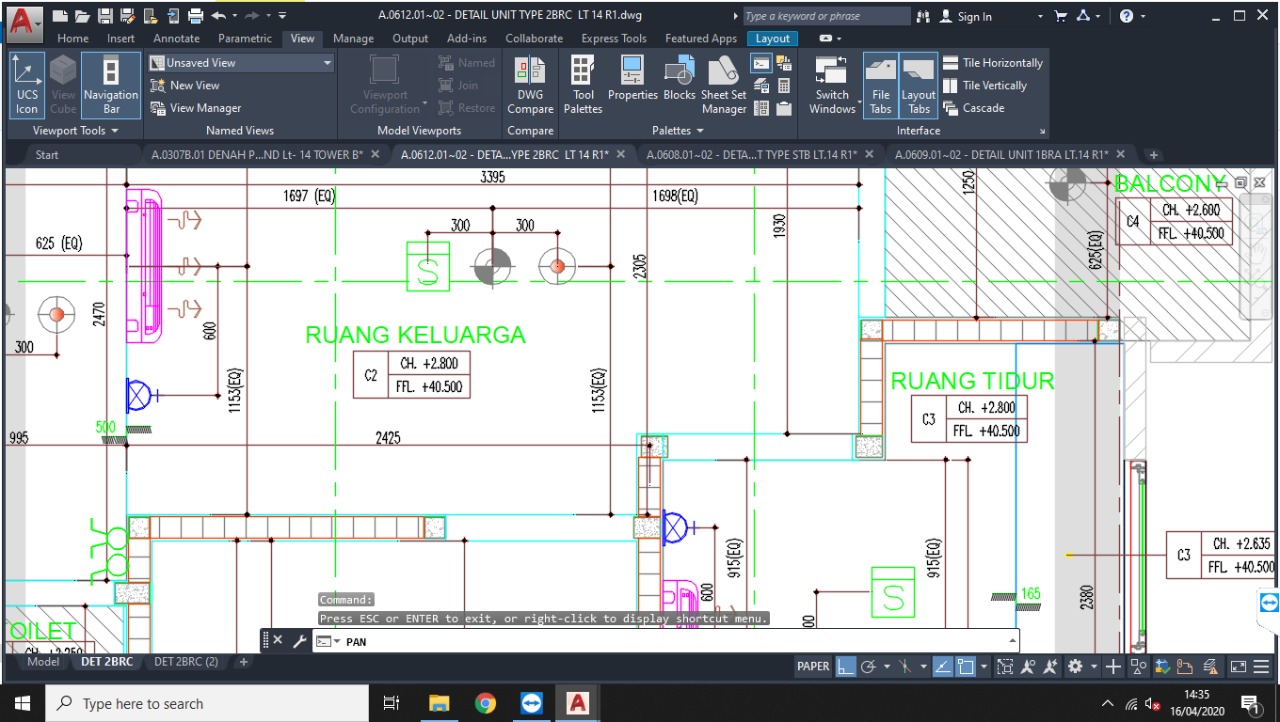 A.0612.01~02 - DETAIL UNIT TYPE 2BRC LT 14 R1.dwg
Type a keyword or phrase
Sign In
Home Insert Annotate Parametric View Manage Output Add-ins Collaborate Express Tools Featured Apps Layout
UCS Icon
View Cube
Navigation Bar
Viewport Tools
Unsaved View
New View
View Manager
Named Views
Viewport Configuration
Named
Join
Restore
Model Viewports
DWG Compare
Compare
Tool Palettes
Properties
Blocks
Sheet Set Manager
Palettes
Switch Windows
File Tabs
Layout Tabs
Tile Horizontally
Tile Vertically
Cascade
Interface
Start
A.0307B.01 DENAH P...ND Lt- 14 TOWER B*
A.0612.01~02 - DETA...YPE 2BRC LT 14 R1*
A.0608.01~02 - DETA...T TYPE STB LT.14 R1*
A.0609.01~02 - DETAIL UNIT 1BRA LT.14 R1*
3395
1697 (EQ)
1698(EQ)
1250
BALCONY
C4
CH. +2.600
FFL. +40.500
300
300
1930
625 (EQ)
625(EQ)
S
2305
2470
600
300
RUANG KELUARGA
C2
CH. +2.800
FFL. +40.500
1153(EQ)
1153(EQ)
RUANG TIDUR
C3
CH. +2.800
FFL. +40.500
500
995
2425
C3
CH. +2.635
FFL. +40.500
915(EQ)
915(EQ)
600
S
165
2380
00
OILET
CH. +2.250
Command:
Press ESC or ENTER to exit, or right-click to display shortcut menu.
PAN
Model DET 2BRC DET 2BRC (2)
PAPER
Type here to search
14:35
16/04/2020
1